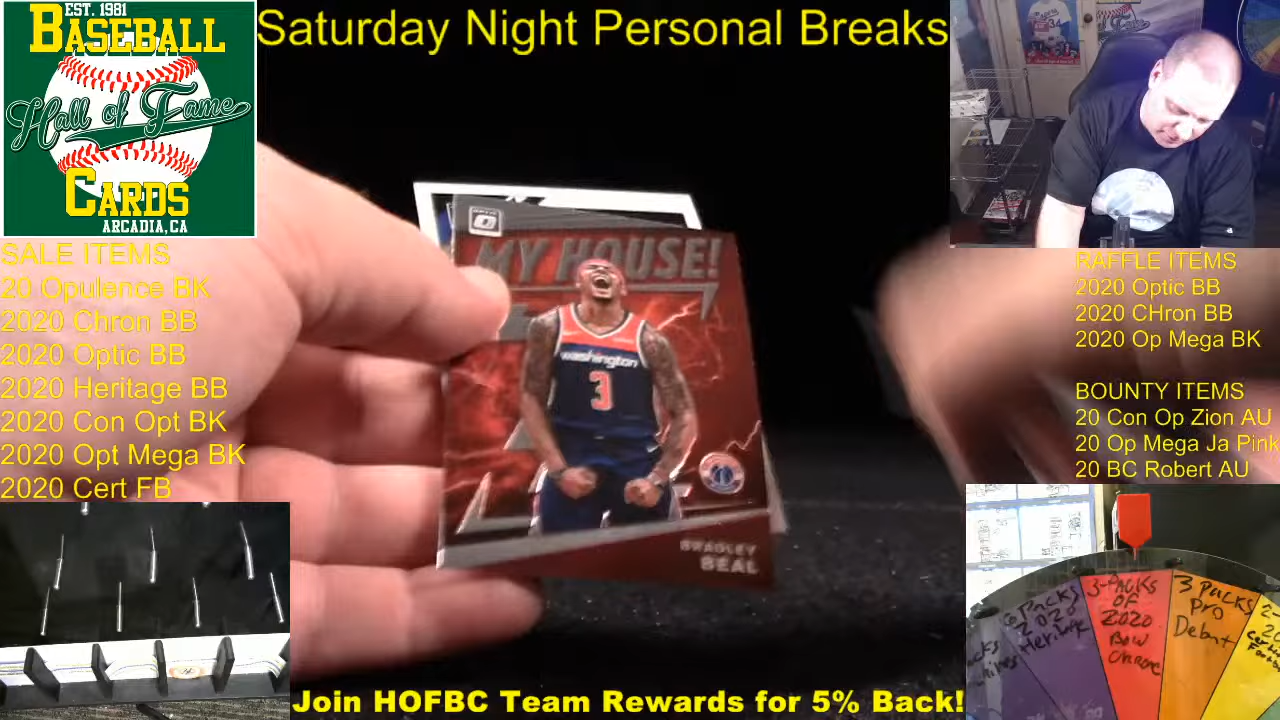 EST. 1981
BASEBALL
Hall of Fame
CARDS
ARCADIA, CA
Saturday Night Personal Breaks
SALE ITEMS
20 Opulence BK
2020 Chron BB
2020 Optic BB
2020 Heritage BB
2020 Con Opt BK
2020 Opt Mega BK
2020 Cert FB
MY HOUSE!
washington
3
BRADLEY
BEAL
34
RAFFLE ITEMS
2020 Optic BB
2020 CHron BB
2020 Op Mega BK
BOUNTY ITEMS
20 Con Op Zion AU
20 Op Mega Ja Pink
20 BC Robert AU
Packs
2020
Heritage
3-PACKS
OF
2020
BOW
CHROME
3 PACKS
PRO
Debut
Join HOFBC Team Rewards for 5% Back!